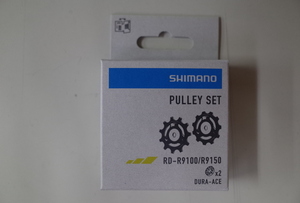 SHIMANO
PULLEY SET
RD-R9100/R9150
x2
DURA-ACE